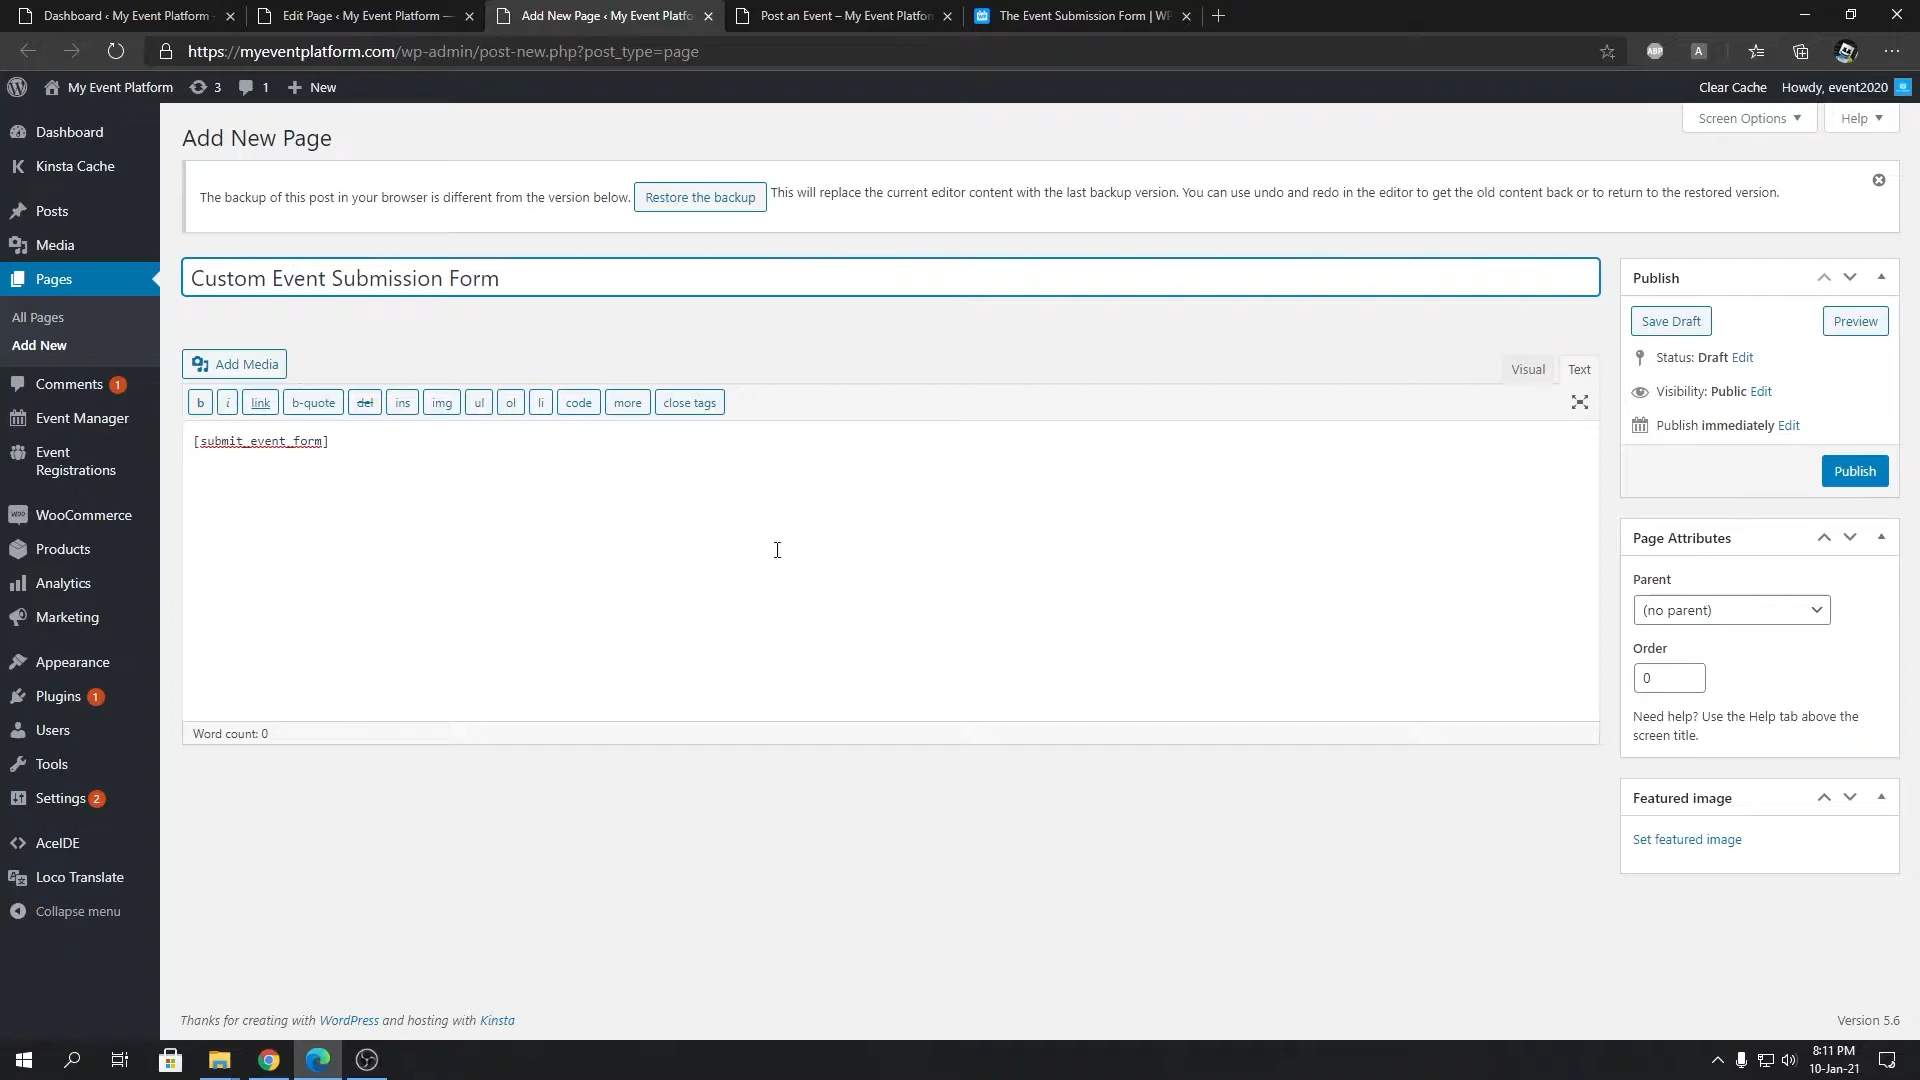 Dashboard ‹ My Event Platform
Edit Page ‹ My Event Platform —
Add New Page ‹ My Event Platfo
Post an Event – My Event Platfor
The Event Submission Form | WP
https://myeventplatform.com/wp-admin/post-new.php?post_type=page
ABP
A
My Event Platform
3
1
New
Clear Cache
Howdy, event2020
Dashboard
Kinsta Cache
Posts
Media
Pages
All Pages
Add New
Comments 1
Event Manager
Event
Registrations
WooCommerce
Products
Analytics
Marketing
Appearance
Plugins 1
Users
Tools
Settings 2
AceIDE
Loco Translate
Collapse menu
Add New Page
Screen Options
Help
The backup of this post in your browser is different from the version below. Restore the backup This will replace the current editor content with the last backup version. You can use undo and redo in the editor to get the old content back or to return to the restored version.
Custom Event Submission Form
Add Media
Visual
Text
b
i
link
b-quote
del
ins
img
ul
ol
li
code
more
close tags
[submit_event_form]
Word count: 0
Publish
Save Draft
Preview
Status: Draft Edit
Visibility: Public Edit
Publish immediately Edit
Publish
Page Attributes
Parent
(no parent)
Order
0
Need help? Use the Help tab above the
screen title.
Featured image
Set featured image
Thanks for creating with WordPress and hosting with Kinsta
Version 5.6
8:11 PM
10-Jan-21